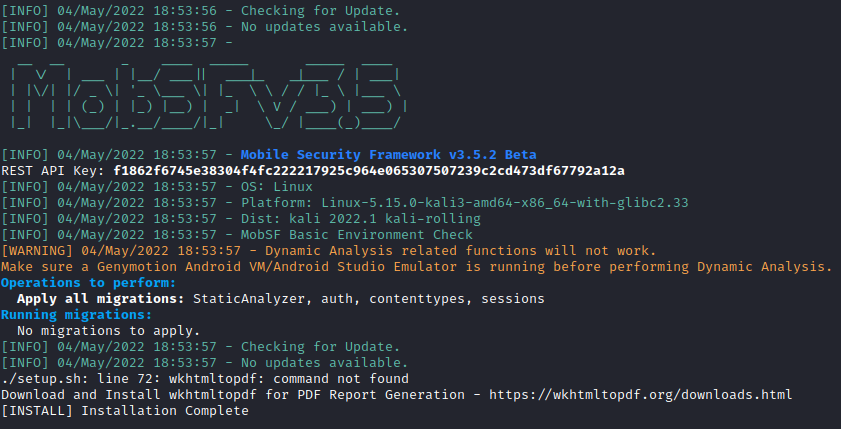 [INFO] 04/May/2022 18:53:56 - Checking for Update.
[INFO] 04/May/2022 18:53:56 - No updates available.
[INFO] 04/May/2022 18:53:57 -
MobSF v3.5
[INFO] 04/May/2022 18:53:57 - Mobile Security Framework v3.5.2 Beta
REST API Key: f1862f6745e38304f4fc222217925c964e065307507239c2cd473df67792a12a
[INFO] 04/May/2022 18:53:57 - OS: Linux
[INFO] 04/May/2022 18:53:57 - Platform: Linux-5.15.0-kali3-amd64-x86_64-with-glibc2.33
[INFO] 04/May/2022 18:53:57 - Dist: kali 2022.1 kali-rolling
[INFO] 04/May/2022 18:53:57 - MobSF Basic Environment Check
[WARNING] 04/May/2022 18:53:57 - Dynamic Analysis related functions will not work.
Make sure a Genymotion Android VM/Android Studio Emulator is running before performing Dynamic Analysis.
Operations to perform:
Apply all migrations: StaticAnalyzer, auth, contenttypes, sessions
Running migrations:
No migrations to apply.
[INFO] 04/May/2022 18:53:57 - Checking for Update.
[INFO] 04/May/2022 18:53:57 - No updates available.
./setup.sh: line 72: wkhtmltopdf: command not found
Download and Install wkhtmltopdf for PDF Report Generation - https://wkhtmltopdf.org/downloads.html
[INSTALL] Installation Complete